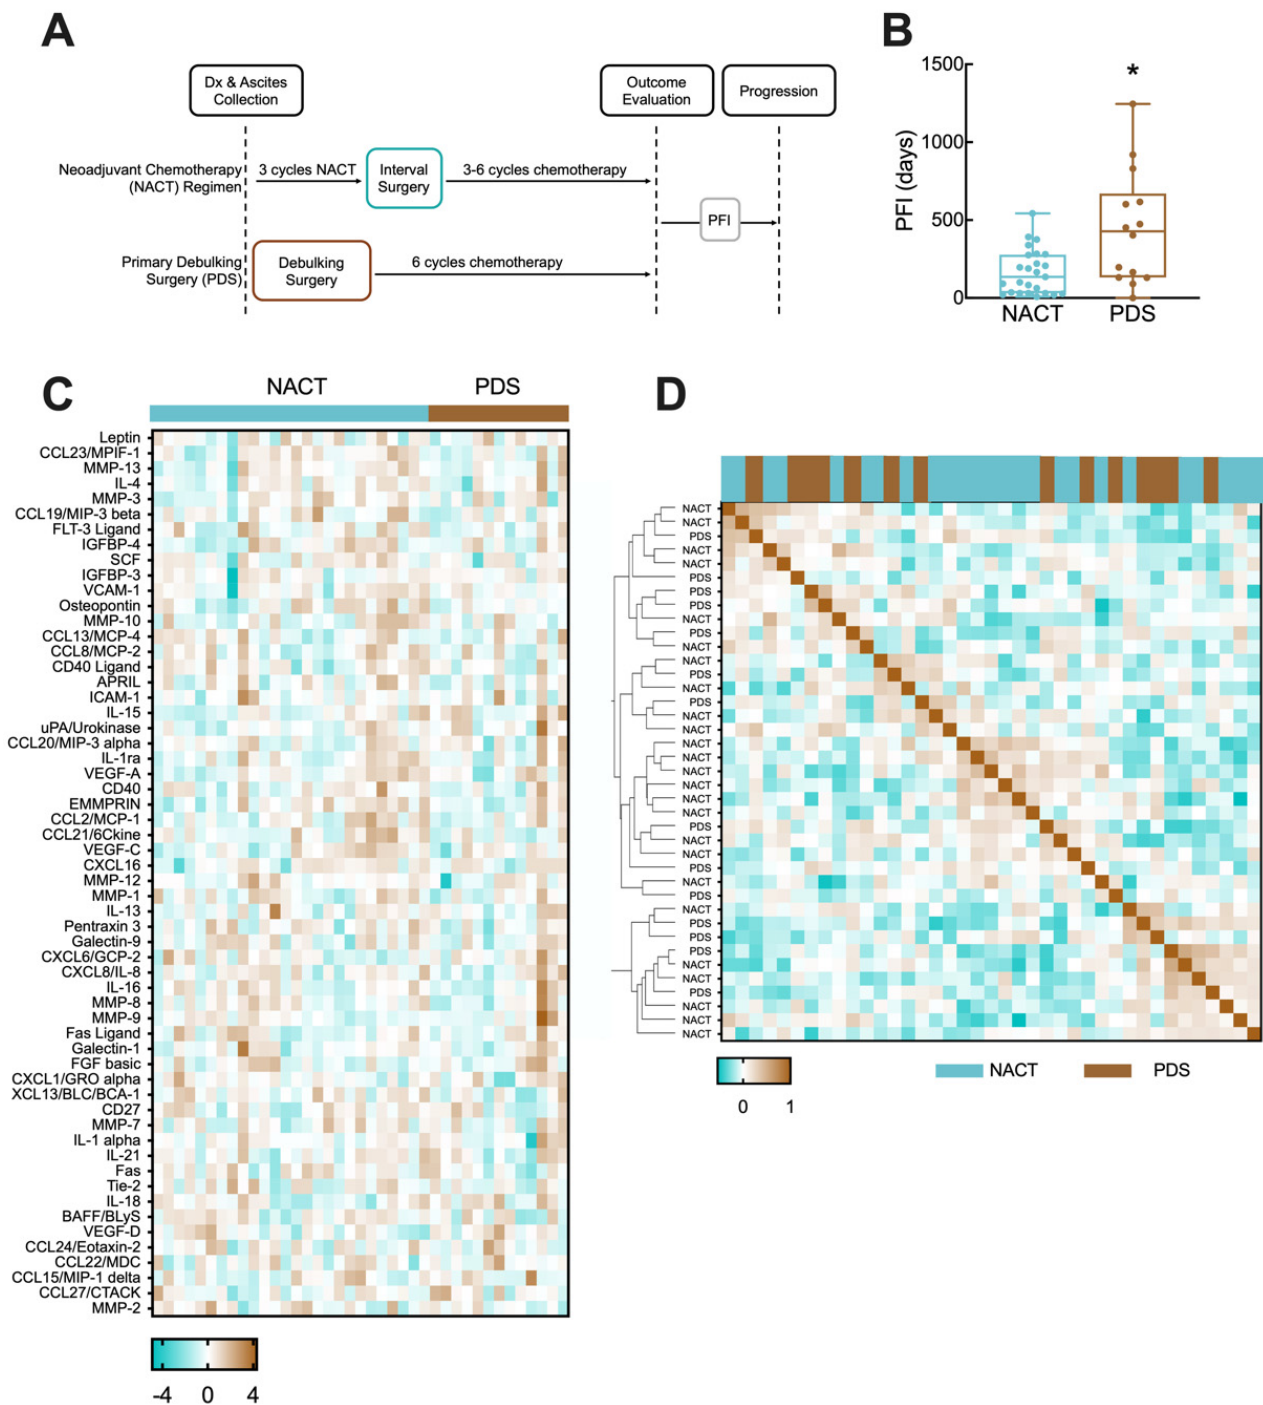 A
Dx & Ascites
Collection
Outcome
Evaluation
Progression
Neoadjuvant Chemotherapy
(NACT) Regimen
3 cycles NACT
Interval
Surgery
3-6 cycles chemotherapy
PFI
Primary Debulking
Surgery (PDS)
Debulking
Surgery
6 cycles chemotherapy
B
PFI (days)
1500
1000
500
0
*
NACT
PDS
C
NACT
PDS
Leptin
CCL23/MPIF-1
MMP-13
IL-4
MMP-3
CCL19/MIP-3 beta
FLT-3 Ligand
IGFBP-4
SCF
IGFBP-3
VCAM-1
Osteopontin
MMP-10
CCL13/MCP-4
CCL8/MCP-2
CD40 Ligand
APRIL
ICAM-1
IL-15
uPA/Urokinase
CCL20/MIP-3 alpha
IL-1ra
VEGF-A
CD40
EMMPRIN
CCL2/MCP-1
CCL21/6Ckine
VEGF-C
CXCL16
MMP-12
MMP-1
IL-13
Pentraxin 3
Galectin-9
CXCL6/GCP-2
CXCL8/IL-8
IL-16
MMP-8
MMP-9
Fas Ligand
Galectin-1
FGF basic
CXCL1/GRO alpha
XCL13/BLC/BCA-1
CD27
MMP-7
IL-1 alpha
IL-21
Fas
Tie-2
IL-18
BAFF/BLyS
VEGF-D
CCL24/Eotaxin-2
CCL22/MDC
CCL15/MIP-1 delta
CCL27/CTACK
MMP-2
-4 0 4
D
NACT
NACT
PDS
NACT
NACT
PDS
PDS
PDS
NACT
PDS
NACT
NACT
PDS
NACT
PDS
NACT
NACT
NACT
NACT
NACT
NACT
NACT
NACT
PDS
NACT
NACT
PDS
NACT
PDS
NACT
PDS
PDS
PDS
NACT
NACT
PDS
NACT
NACT
NACT
0 1
NACT
PDS